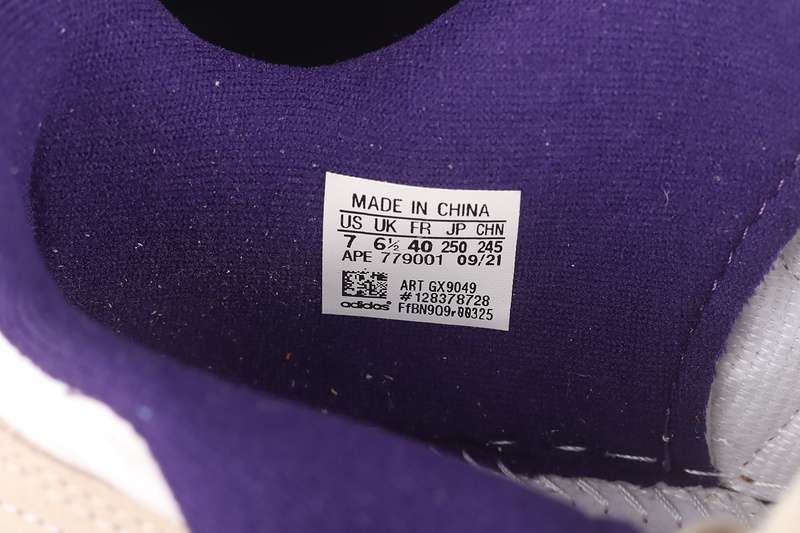 MADE IN CHINA
US UK FR JP CHN
7 6½ 40 250 245
APE 779001 09/21
ART GX9049
#128378728
adidas® FfBN9O9r00325